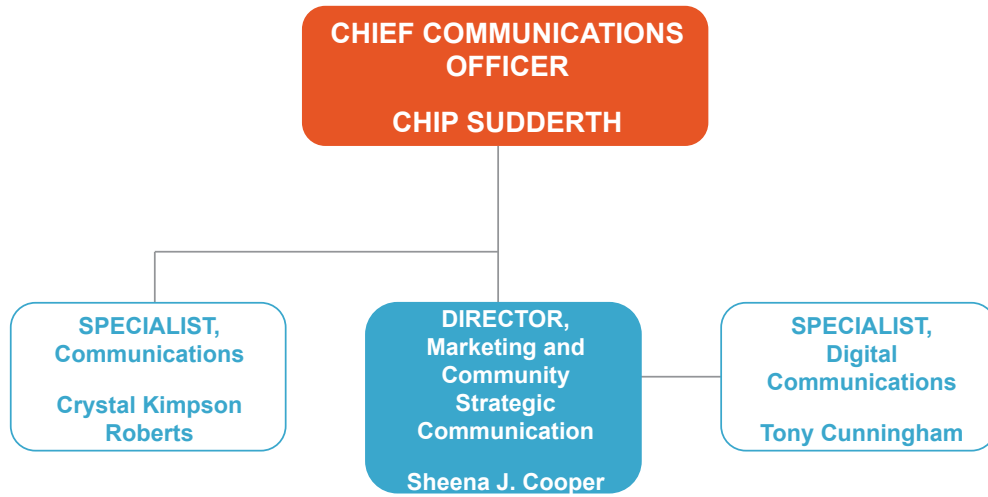 CHIEF COMMUNICATIONS
OFFICER
CHIP SUDDERTH
SPECIALIST,
Communications
Crystal Kimpson
Roberts
DIRECTOR,
Marketing and
Community
Strategic
Communication
Sheena J. Cooper
SPECIALIST,
Digital
Communications
Tony Cunningham